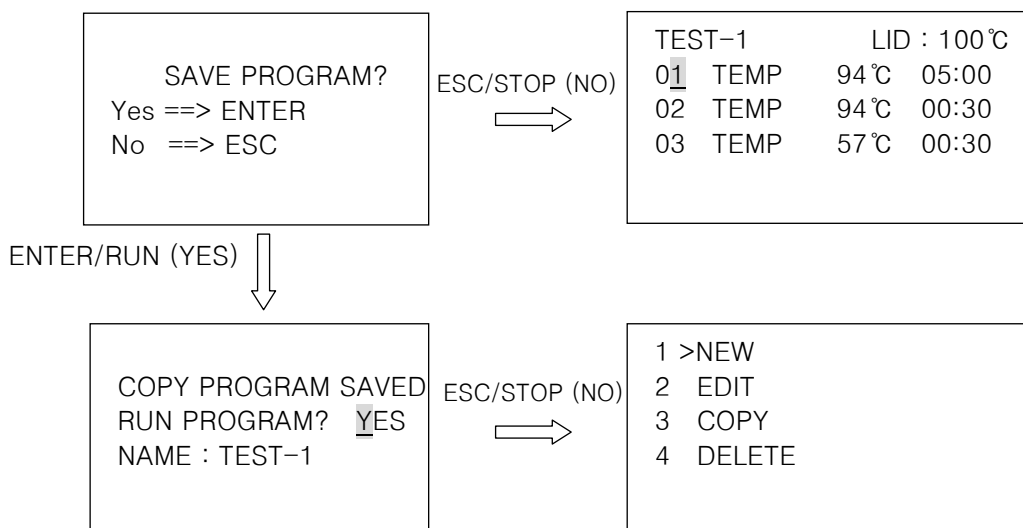 SAVE PROGRAM?
Yes ==> ENTER
No ==> ESC
ESC/STOP (NO)
TEST-1 LID : 100℃
01 TEMP 94℃ 05:00
02 TEMP 94℃ 00:30
03 TEMP 57℃ 00:30
ENTER/RUN (YES)
COPY PROGRAM SAVED
RUN PROGRAM? YES
NAME : TEST-1
ESC/STOP (NO)
1 >NEW
2 EDIT
3 COPY
4 DELETE